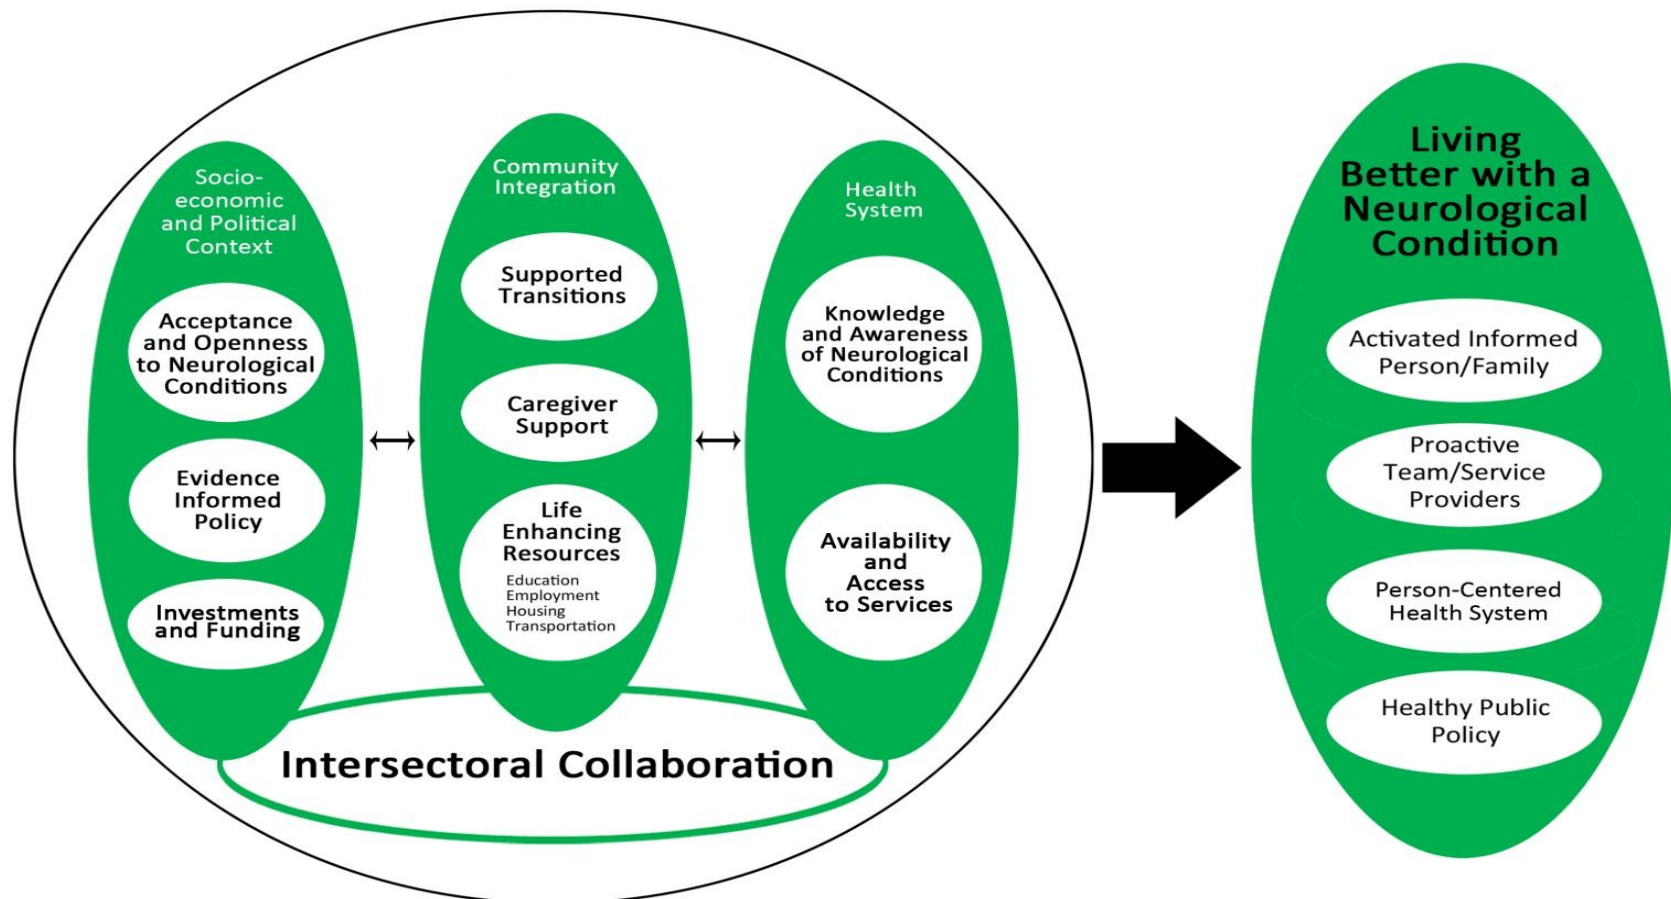 Socio-
economic
and Political
Context
Acceptance
and Openness
to Neurological
Conditions
Evidence
Informed
Policy
Investments
and Funding
Community
Integration
Supported
Transitions
Caregiver
Support
Life
Enhancing
Resources
Education
Employment
Housing
Transportation
Health
System
Knowledge
and Awareness
of Neurological
Conditions
Availability
and
Access
to Services
Intersectoral Collaboration
Living
Better with a
Neurological
Condition
Activated Informed
Person/Family
Proactive
Team/Service
Providers
Person-Centered
Health System
Healthy Public
Policy